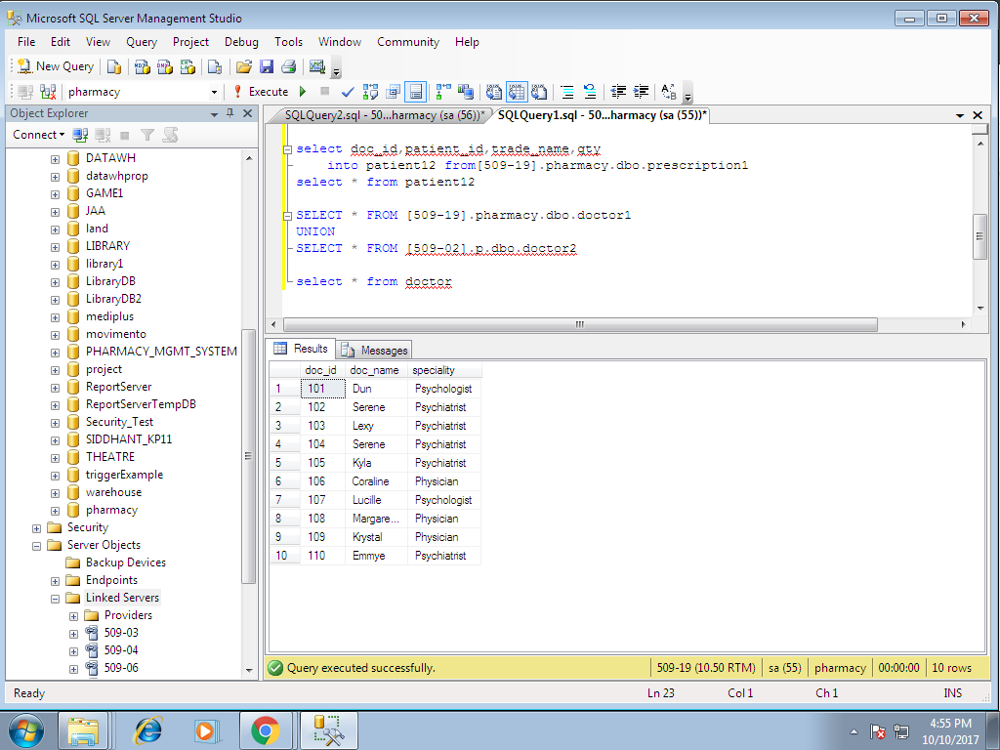 Microsoft SQL Server Management Studio
File Edit View Query Project Debug Tools Window Community Help
New Query
pharmacy Execute
Object Explorer
SQLQuery2.sql - 50...harmacy (sa (56))* SQLQuery1.sql - 50...harmacy (sa (55))*
Connect
DATAWH
datawhprop
GAME1
JAA
land
LIBRARY
library1
LibraryDB
LibraryDB2
mediplus
movimento
PHARMACY_MGMT_SYSTEM
project
ReportServer
ReportServerTempDB
Security_Test
SIDDHANT_KP11
THEATRE
triggerExample
warehouse
pharmacy
Security
Server Objects
Backup Devices
Endpoints
Linked Servers
Providers
509-03
509-04
509-06
select doc_id,patient_id,trade_name,qty
into patient12 from[509-19].pharmacy.dbo.prescription1
select * from patient12
SELECT * FROM [509-19].pharmacy.dbo.doctor1
UNION
SELECT * FROM [509-02].p.dbo.doctor2
select * from doctor
Results Messages
doc_id doc_name speciality
1 101 Dun Psychologist
2 102 Serene Psychiatrist
3 103 Lexy Psychiatrist
4 104 Serene Psychiatrist
5 105 Kyla Psychiatrist
6 106 Coraline Physician
7 107 Lucille Psychologist
8 108 Margare... Physician
9 109 Krystal Physician
10 110 Emmye Psychiatrist
Query executed successfully. 509-19 (10.50 RTM) sa (55) pharmacy 00:00:00 10 rows
Ready Ln 23 Col 1 Ch 1 INS
4:55 PM
10/10/2017